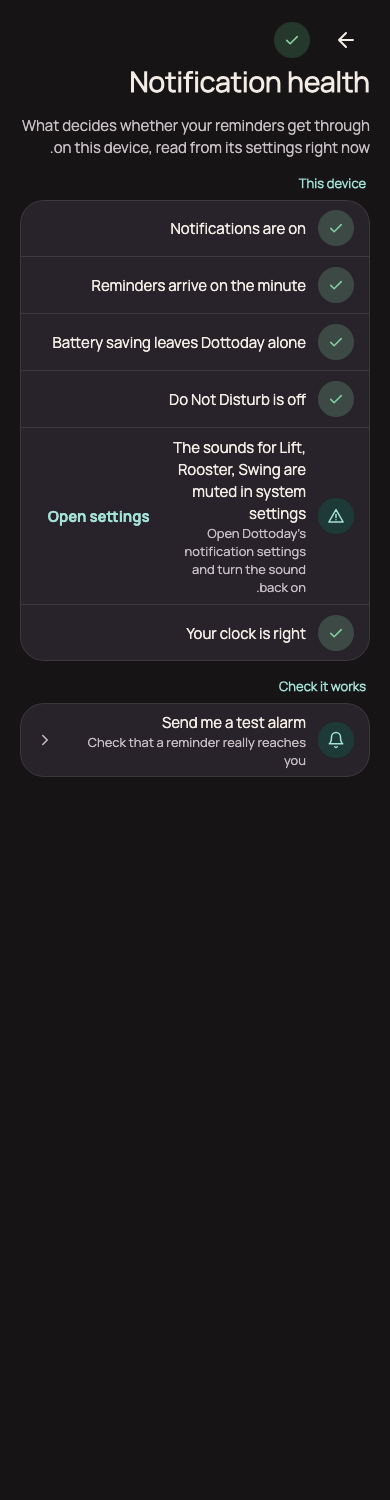 Notification health
What decides whether your reminders get through
on this device, read from its settings right now.
This device
Notifications are on
Reminders arrive on the minute
Battery saving leaves Dottoday alone
Do Not Disturb is off
The sounds for Lift,
Rooster, Swing are
muted in system
settings
Open Dottoday's
notification settings
and turn the sound
back on.
Open settings
Your clock is right
Check it works
Send me a test alarm
Check that a reminder really reaches
you